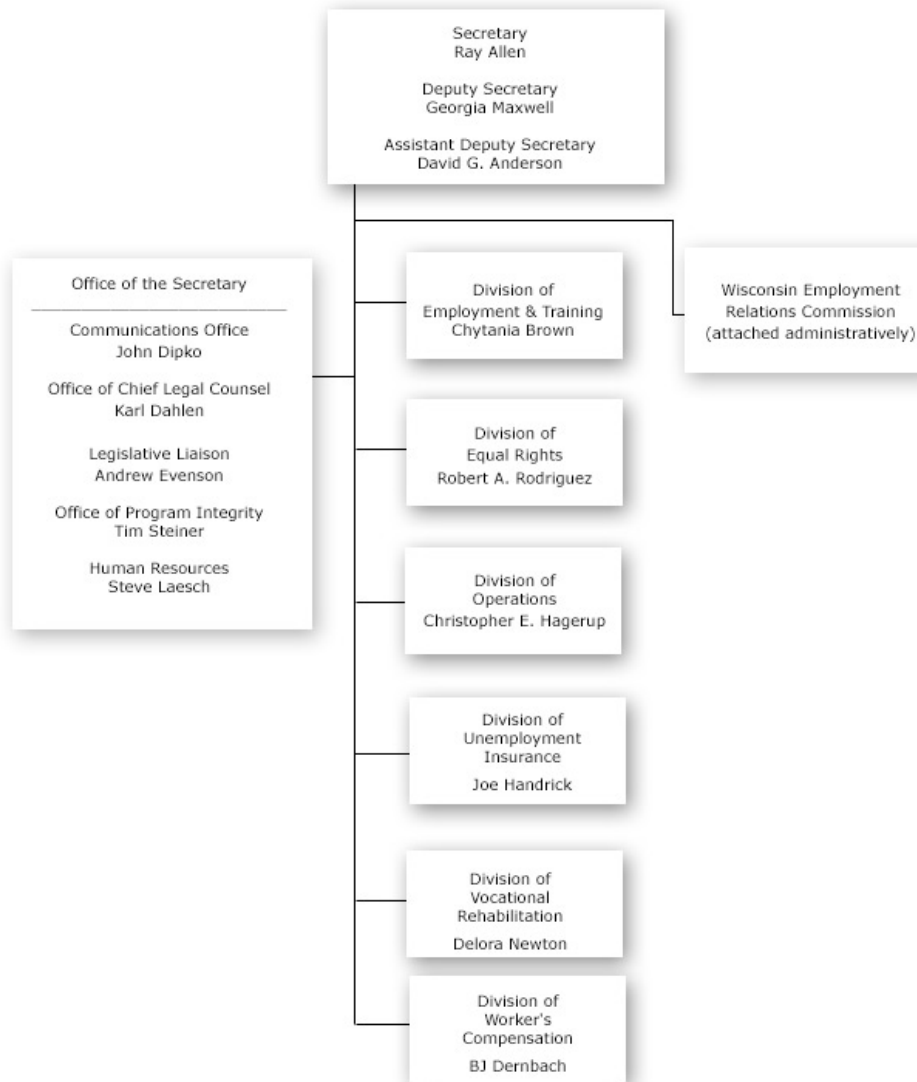 Secretary
Ray Allen
Deputy Secretary
Georgia Maxwell
Assistant Deputy Secretary
David G. Anderson
Office of the Secretary
Communications Office
John Dipko
Office of Chief Legal Counsel
Karl Dahlen
Legislative Liaison
Andrew Evenson
Office of Program Integrity
Tim Steiner
Human Resources
Steve Laesch
Division of
Employment & Training
Chytania Brown
Wisconsin Employment
Relations Commission
(attached administratively)
Division of
Equal Rights
Robert A. Rodriguez
Division of
Operations
Christopher E. Hagerup
Division of
Unemployment
Insurance
Joe Handrick
Division of
Vocational
Rehabilitation
Delora Newton
Division of
Worker's
Compensation
BJ Dernbach